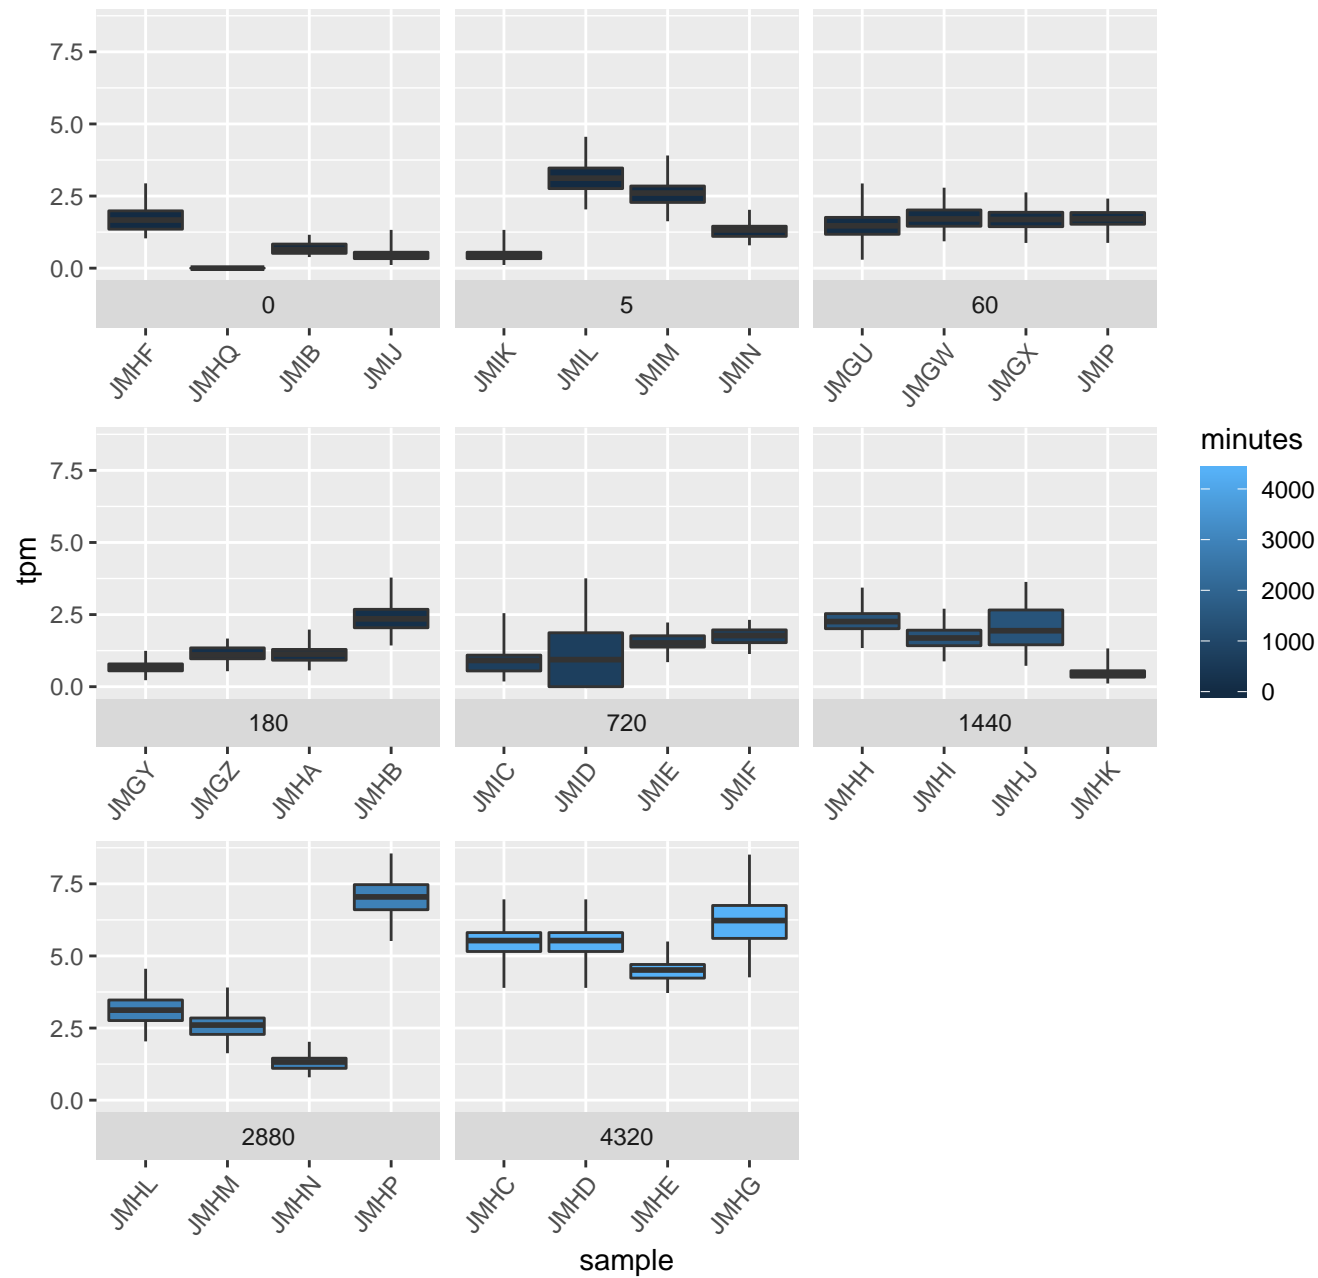 7.5
5.0
2.5
0.0
0
5
60
JMHF
JMHQ
JMIB
JMIJ
JMIK
JMIL
JMIM
JMIN
JMGU
JMGW
JMGX
JMIP
tpm
7.5
5.0
2.5
0.0
180
720
1440
JMGY
JMGZ
JMHA
JMHB
JMIC
JMID
JMIE
JMIF
JMHH
JMHI
JMHJ
JMHK
minutes
4000
3000
2000
1000
0
7.5
5.0
2.5
0.0
2880
4320
JMHL
JMHM
JMHN
JMHP
JMHC
JMHD
JMHE
JMHG
sample